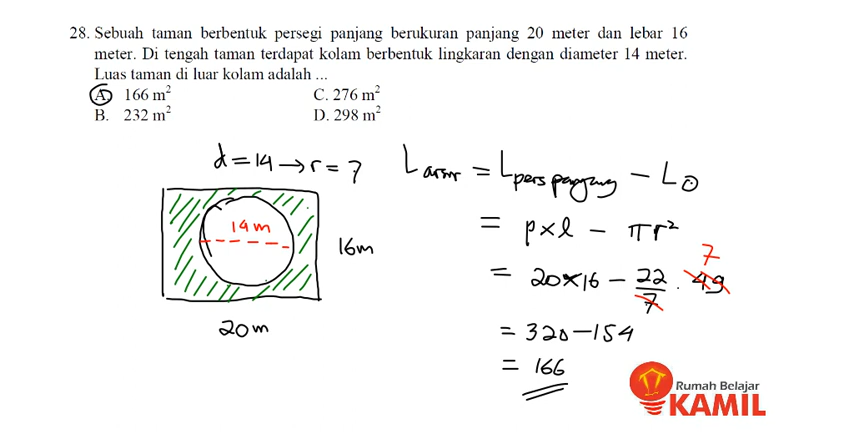 28. Sebuah taman berbentuk persegi panjang berukuran panjang 20 meter dan lebar 16
meter. Di tengah taman terdapat kolam berbentuk lingkaran dengan diameter 14 meter.
Luas taman di luar kolam adalah ...
A. 166 m² C. 276 m²
B. 232 m² D. 298 m²
d = 14 → r = 7
14 m
16 m
20 m
L arsir = L pers panjang − L⊙
= p × l − πr²
7
= 20 × 16 − 22/7 . 49
= 320 − 154
= 166
Rumah Belajar
KAMIL